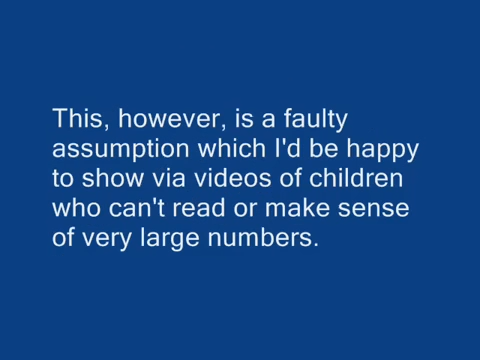 This, however, is a faulty
assumption which I'd be happy
to show via videos of children
who can't read or make sense
of very large numbers.